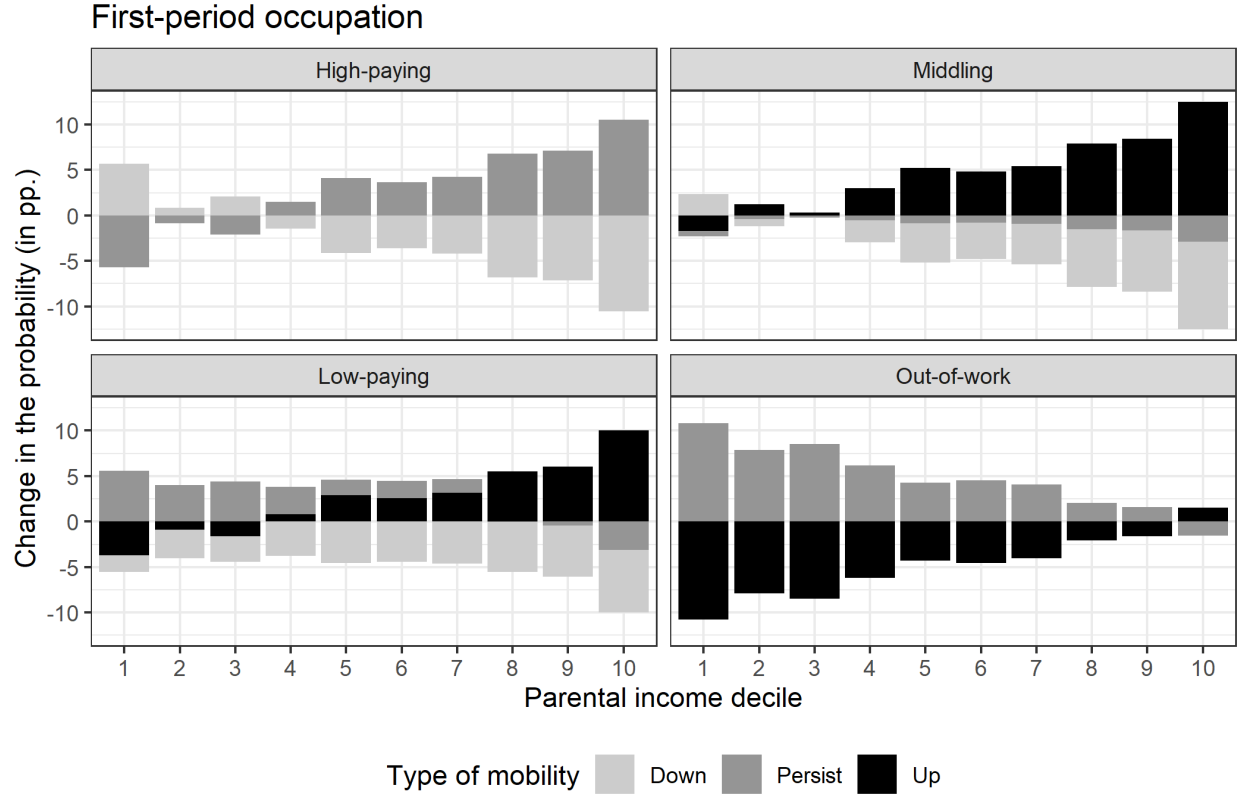 First-period occupation
High-paying
Middling
10
5
0
-5
-10
Low-paying
Out-of-work
10
5
0
-5
-10
Change in the probability (in pp.)
1 2 3 4 5 6 7 8 9 10
1 2 3 4 5 6 7 8 9 10
Parental income decile
Type of mobility Down Persist Up